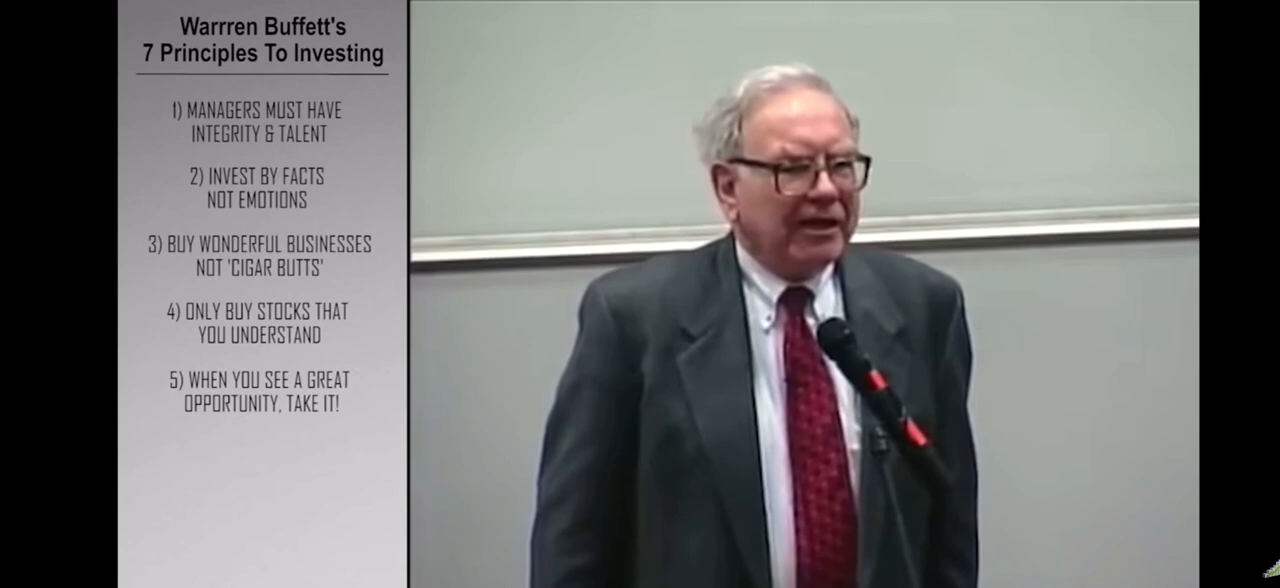 Warrren Buffett's
7 Principles To Investing
1) MANAGERS MUST HAVE
INTEGRITY & TALENT
2) INVEST BY FACTS
NOT EMOTIONS
3) BUY WONDERFUL BUSINESSES
NOT 'CIGAR BUTTS'
4) ONLY BUY STOCKS THAT
YOU UNDERSTAND
5) WHEN YOU SEE A GREAT
OPPORTUNITY, TAKE IT!